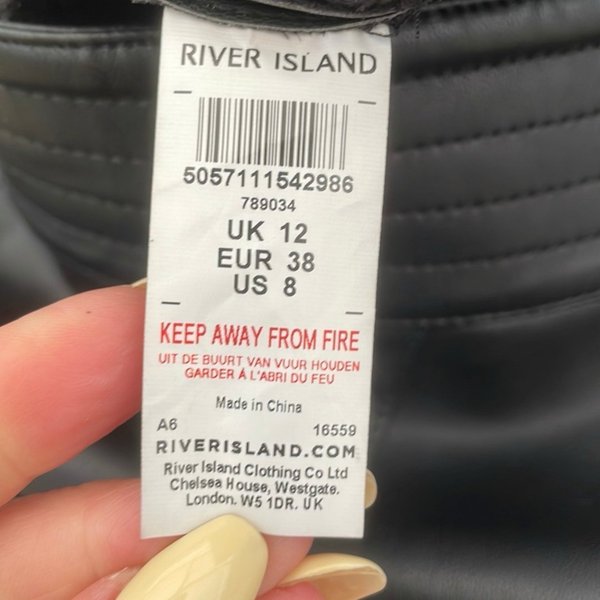 RIVER ISLAND
5057111542986
789034
UK 12
EUR 38
US 8
KEEP AWAY FROM FIRE
UIT DE BUURT VAN VUUR HOUDEN
GARDER Á L'ABRI DU FEU
Made in China
A6 16559
RIVERISLAND.COM
River Island Clothing Co Ltd
Chelsea House, Westgate.
London. W5 1DR. UK